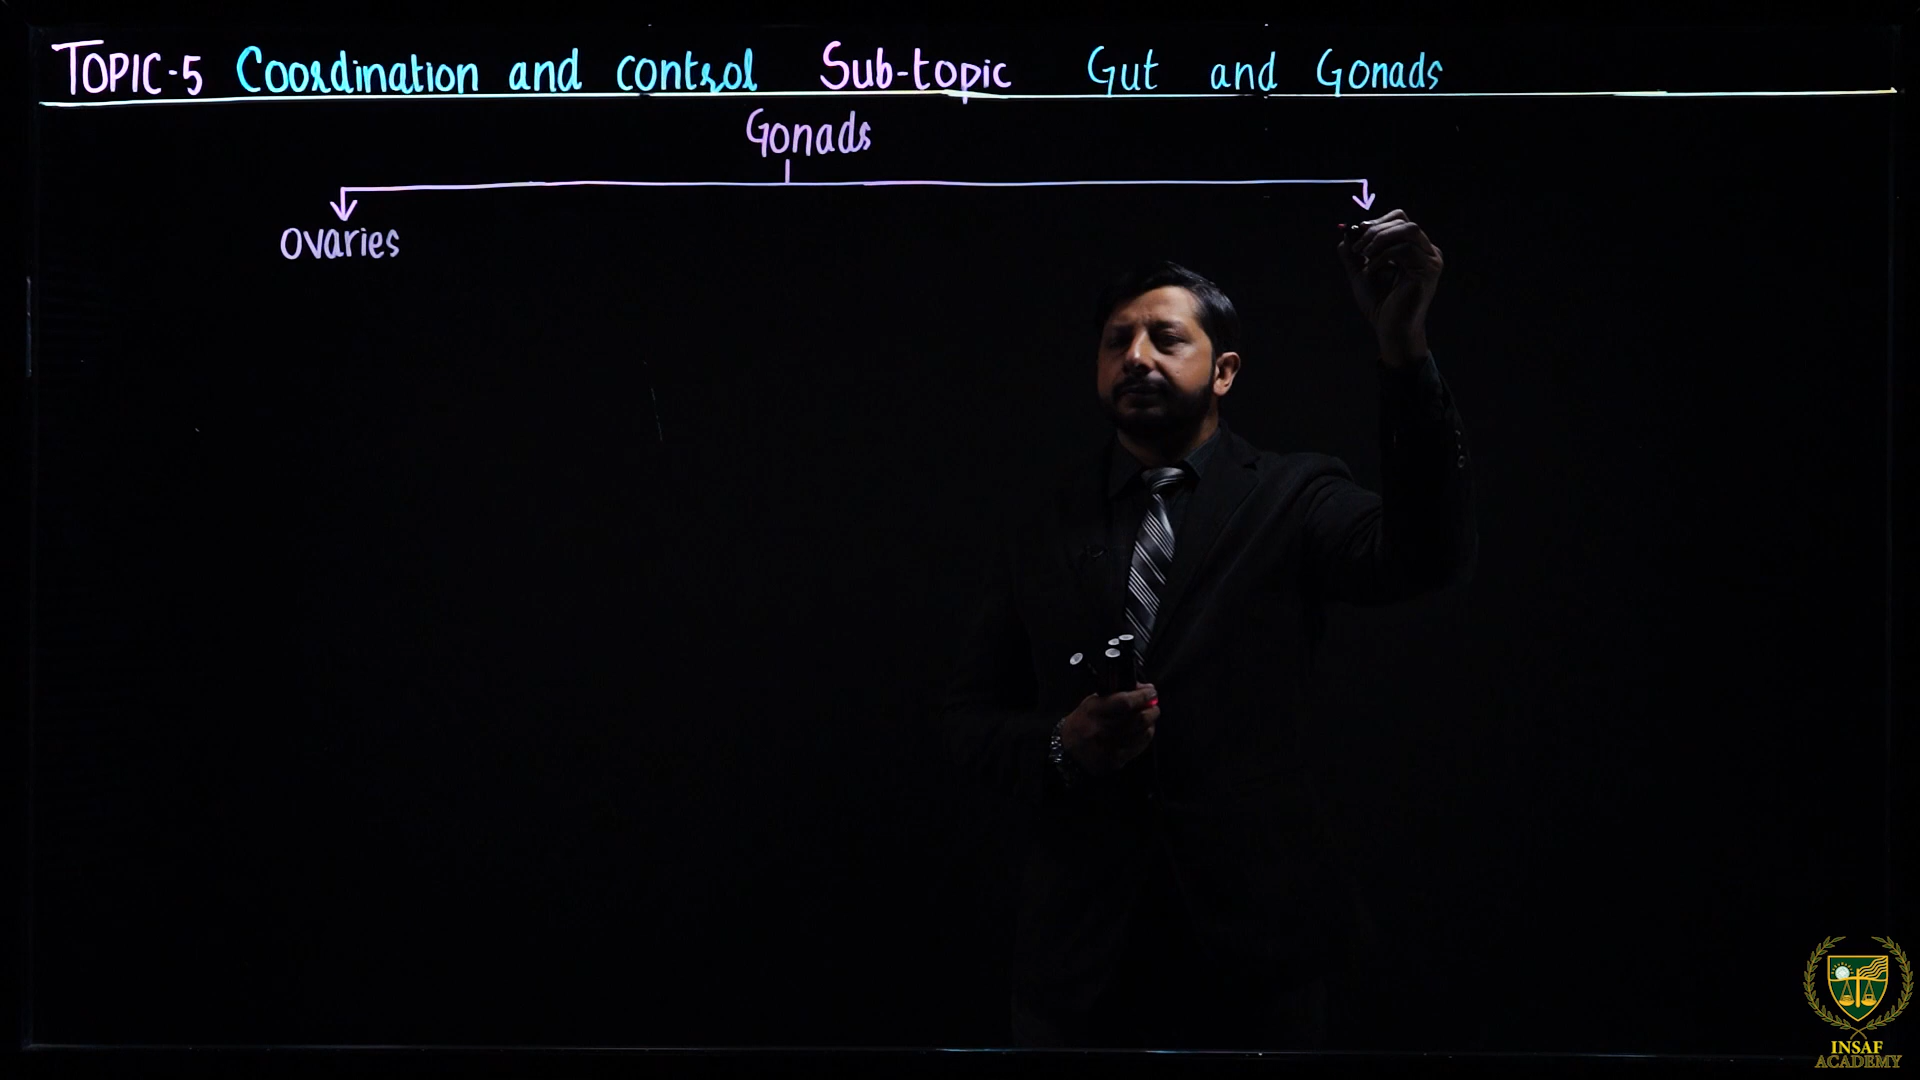 TOPIC-5 Coordination and control Sub-topic Gut and Gonads
Gonads
Ovaries
INSAF
ACADEMY